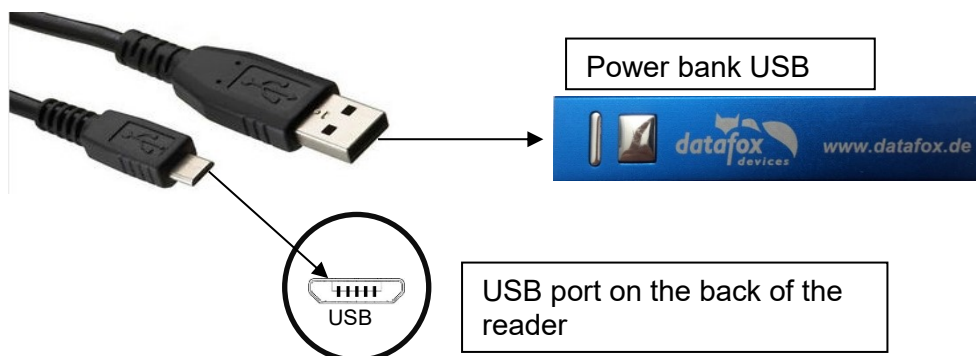 Power bank USB
datafox
devices
www.datafox.de
USB
USB port on the back of the
reader